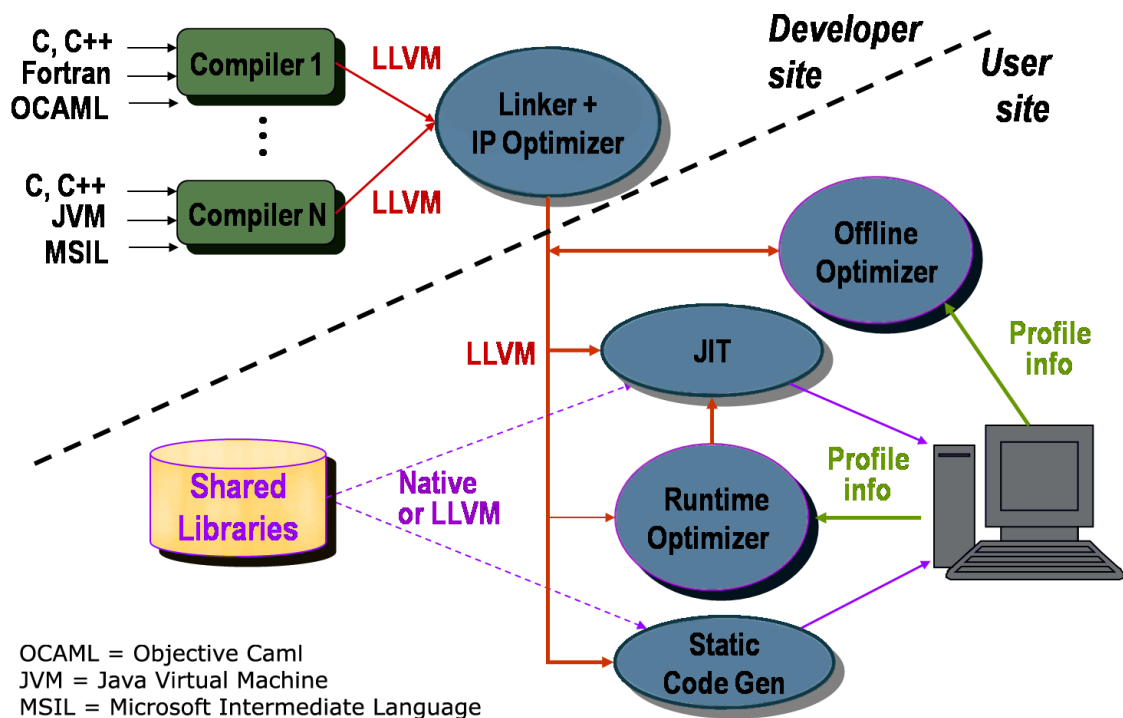 C, C++
Fortran
OCAML
Compiler 1
LLVM
Linker +
IP Optimizer
Developer
site
User
site
C, C++
JVM
MSIL
Compiler N
LLVM
Offline
Optimizer
LLVM
JIT
Profile
info
Shared
Libraries
Native
or LLVM
Runtime
Optimizer
Profile
info
Static
Code Gen
OCAML = Objective Caml
JVM = Java Virtual Machine
MSIL = Microsoft Intermediate Language